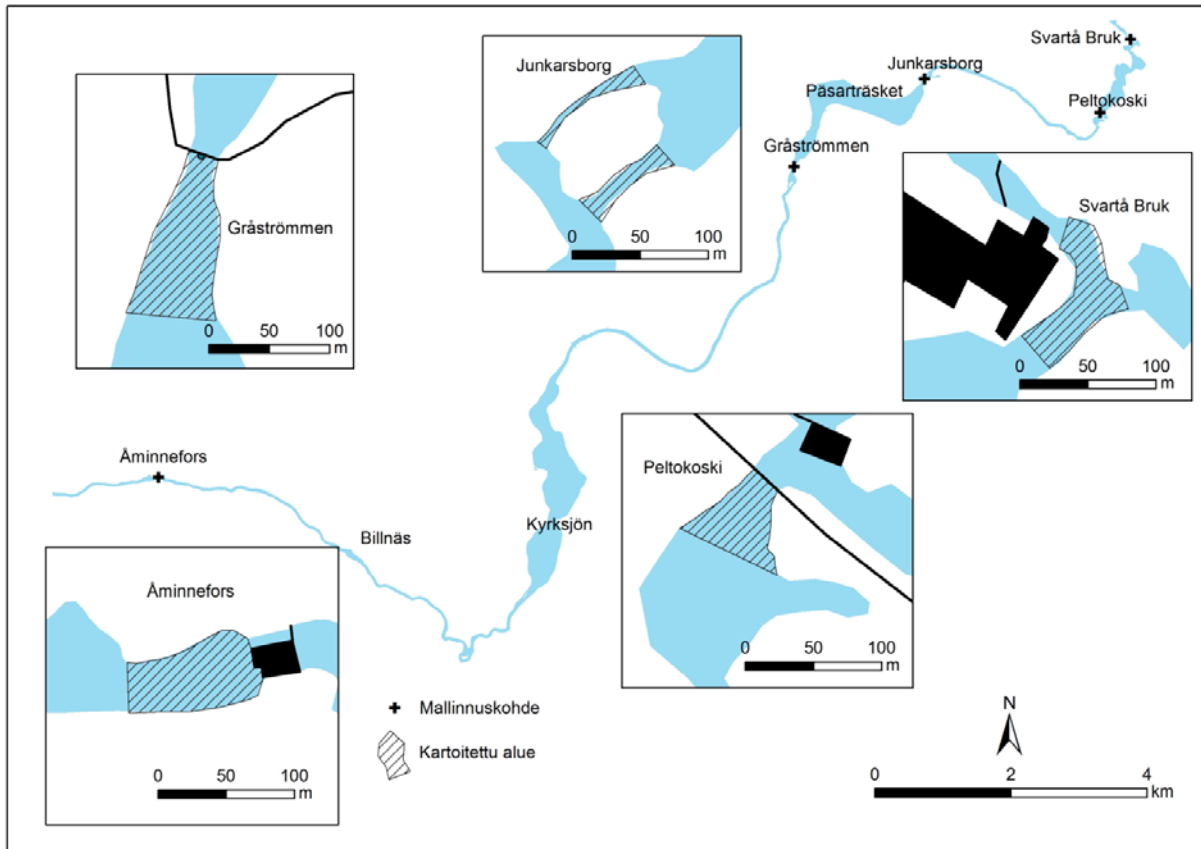 Svartå Bruk
Junkarsborg
Päsarträsket
Peltokoski
Gråströmmen
Kyrksjön
Billnäs
Åminnefors
Gråströmmen
0 50 100
m
Junkarsborg
0 50 100
m
Svartå Bruk
0 50 100
m
Peltokoski
0 50 100
m
Åminnefors
0 50 100
m
Mallinnuskohde
Kartoitettu alue
N
0 2 4
km